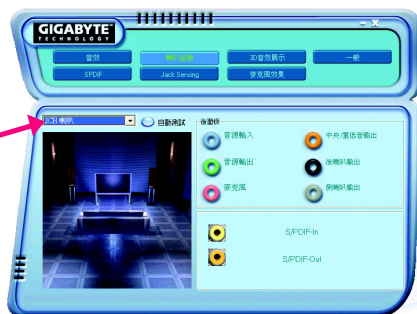 GIGABYTE
TECHNOLOGY
音效
喇叭組態
3D音效展示
一般
SPDIF
Jack Sensing
麥克風效果
2CH 喇叭
自動測試
後面板
音源輸入
中央/重低音輸出
音源輸出
後喇叭輸出
麥克風
側喇叭輸出
S/PDIF-In
S/PDIF-Out